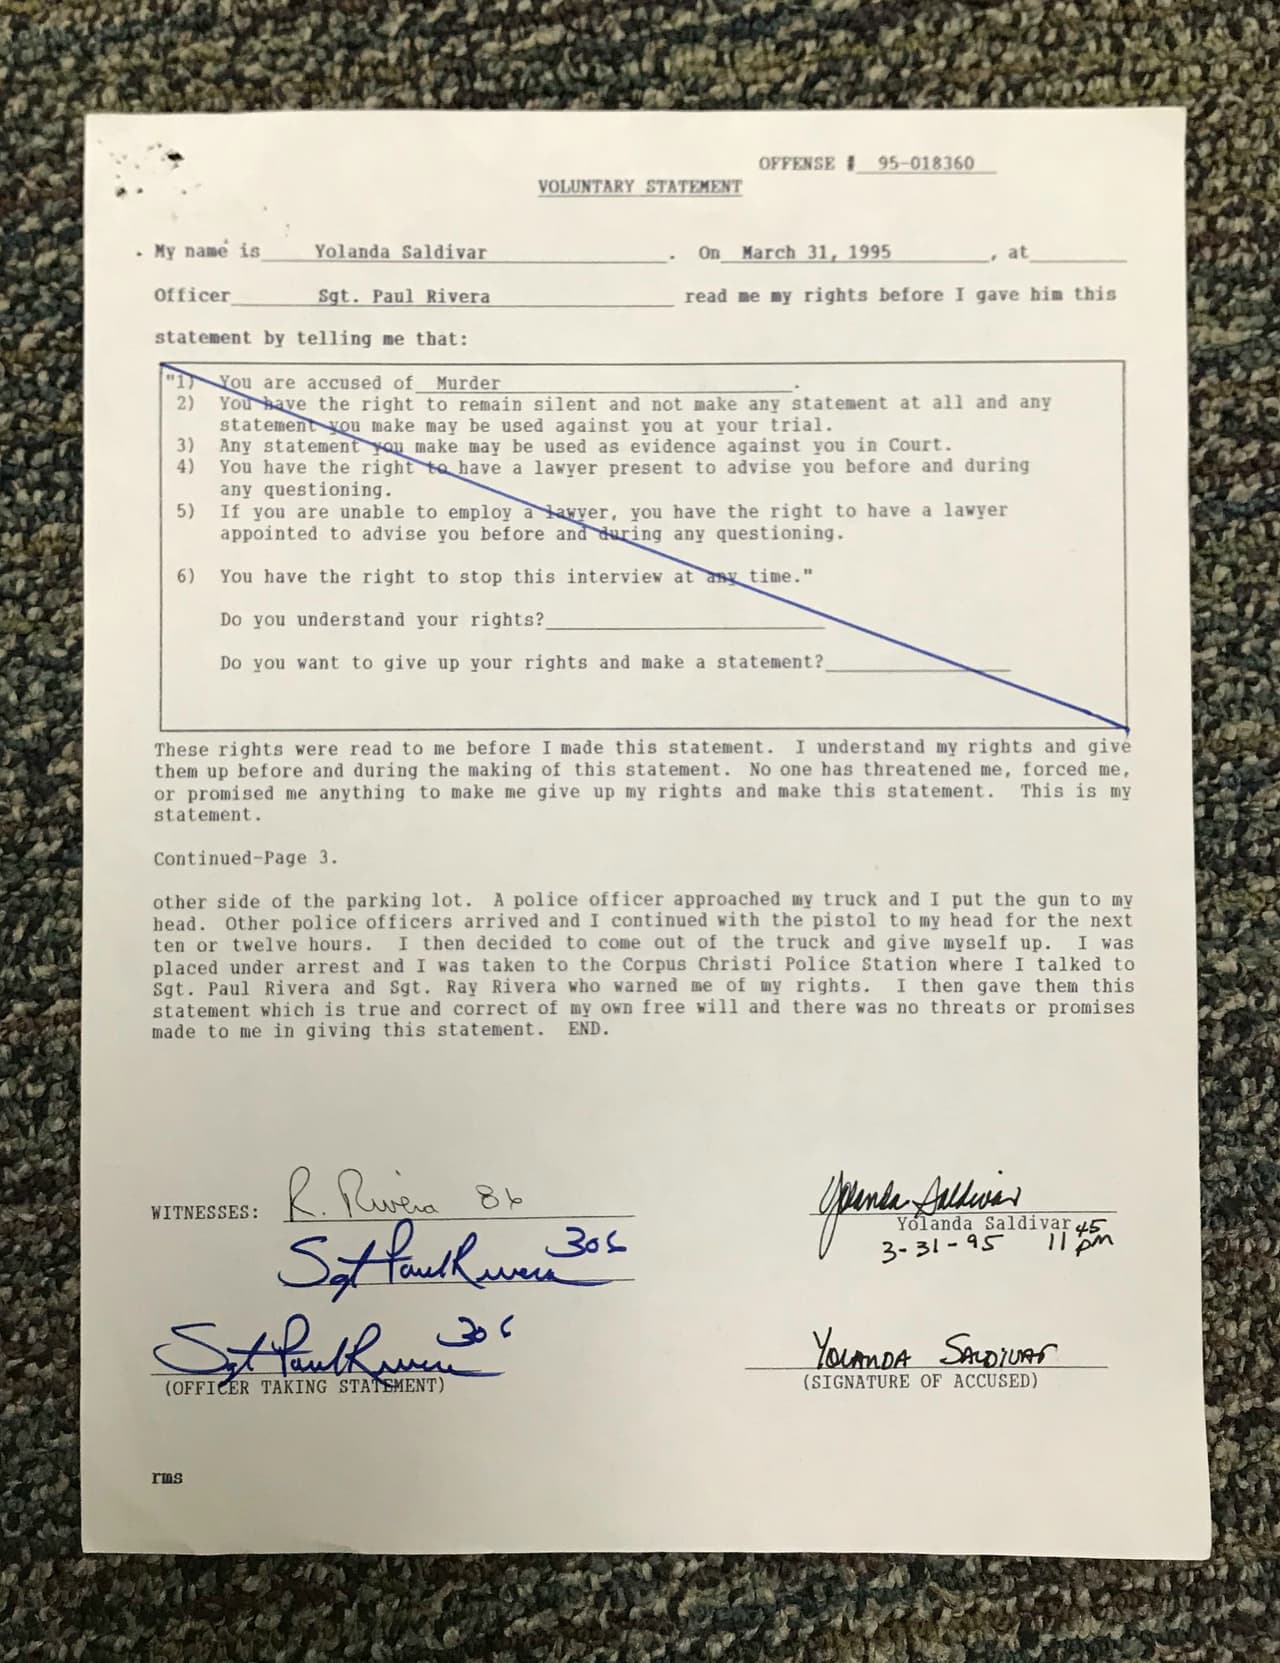 OFFENSE # 95-018360
VOLUNTARY STATEMENT
My name is Yolanda Saldivar. On March 31, 1995, at
Officer Sgt. Paul Rivera read me my rights before I gave him this
statement by telling me that:
"1) You are accused of Murder.
2) You have the right to remain silent and not make any statement at all and any
statement you make may be used against you at your trial.
3) Any statement you make may be used as evidence against you in Court.
4) You have the right to have a lawyer present to advise you before and during
any questioning.
5) If you are unable to employ a lawyer, you have the right to have a lawyer
appointed to advise you before and during any questioning.
6) You have the right to stop this interview at any time."
Do you understand your rights?
Do you want to give up your rights and make a statement?
These rights were read to me before I made this statement. I understand my rights and give
them up before and during the making of this statement. No one has threatened me, forced me,
or promised me anything to make me give up my rights and make this statement. This is my
statement.
Continued-Page 3.
other side of the parking lot. A police officer approached my truck and I put the gun to my
head. Other police officers arrived and I continued with the pistol to my head for the next
ten or twelve hours. I then decided to come out of the truck and give myself up. I was
placed under arrest and I was taken to the Corpus Christi Police Station where I talked to
Sgt. Paul Rivera and Sgt. Ray Rivera who warned me of my rights. I then gave them this
statement which is true and correct of my own free will and there was no threats or promises
made to me in giving this statement. END.
WITNESSES: R. Rivera 86
Yolanda Saldivar
Yolanda Saldivar
3-31-95 11 45 pm
Sgt Paul Rivera 306
Sgt Paul Rivera 306
(OFFICER TAKING STATEMENT)
YOLANDA SALDIVAR
(SIGNATURE OF ACCUSED)
rms